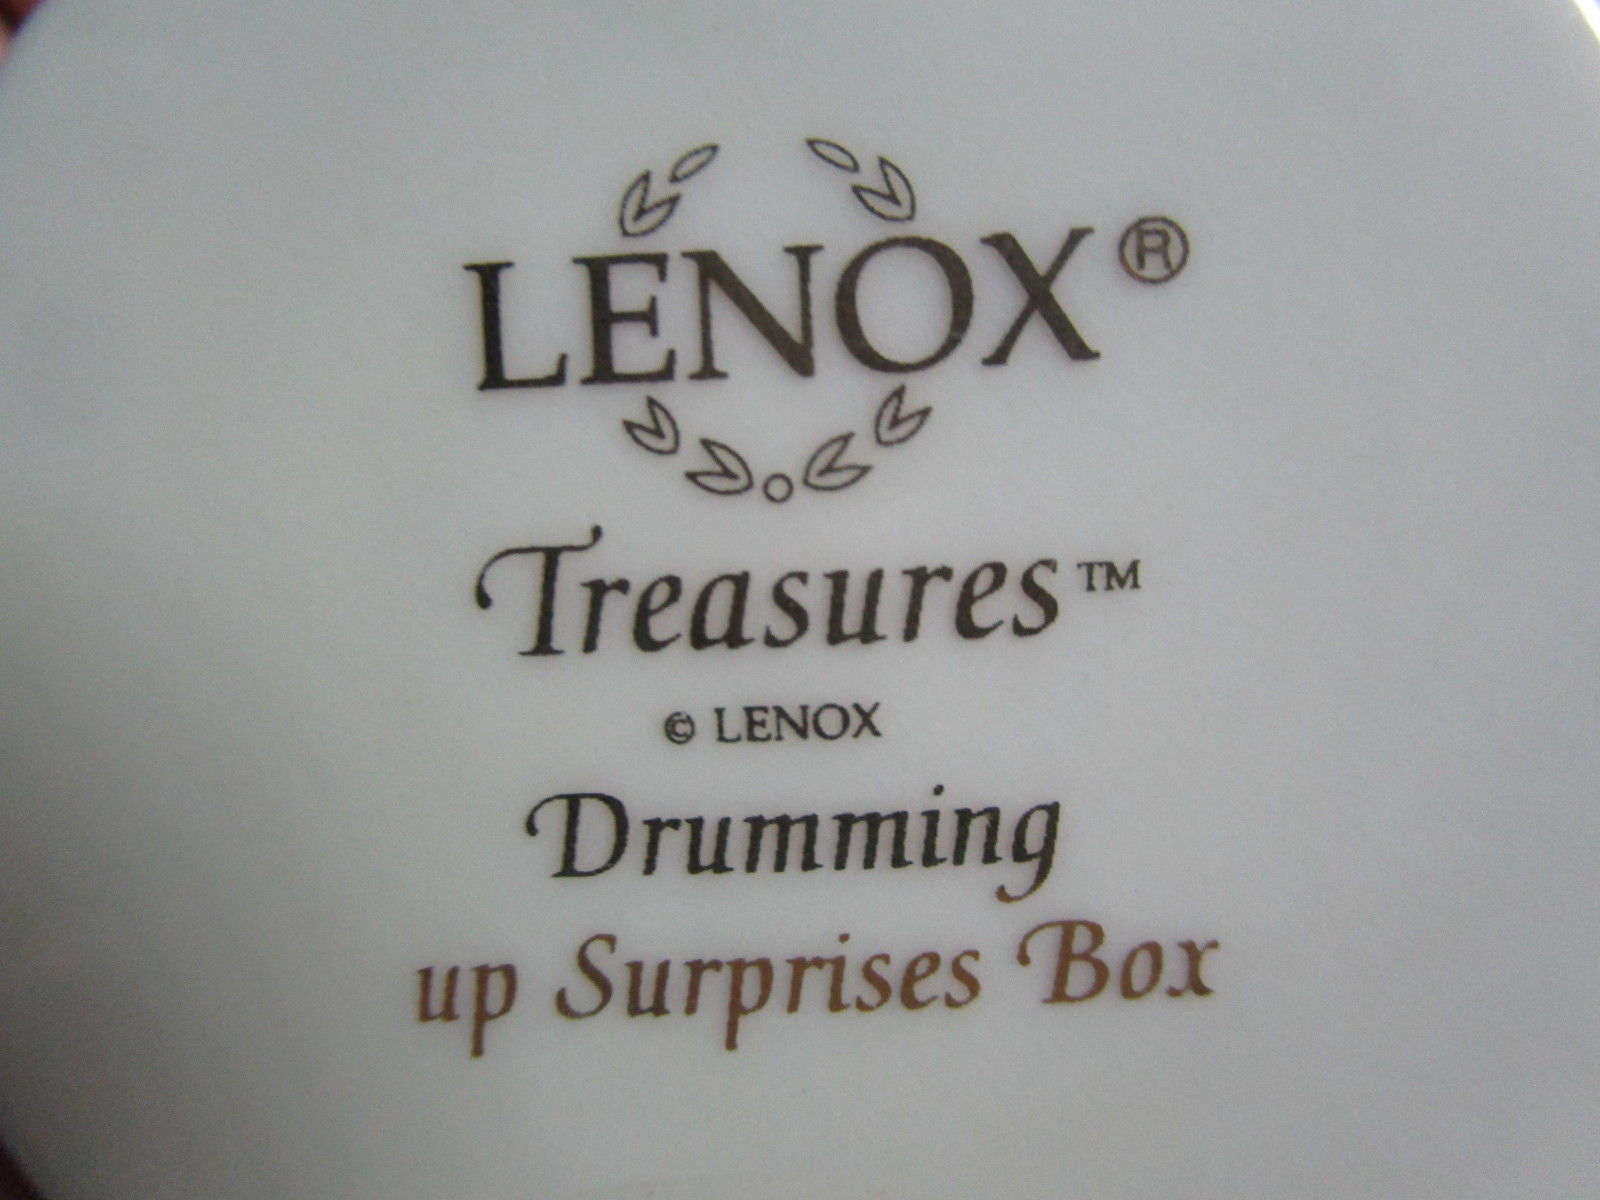 LENOX®
Treasures™
© LENOX
Drumming
up Surprises Box